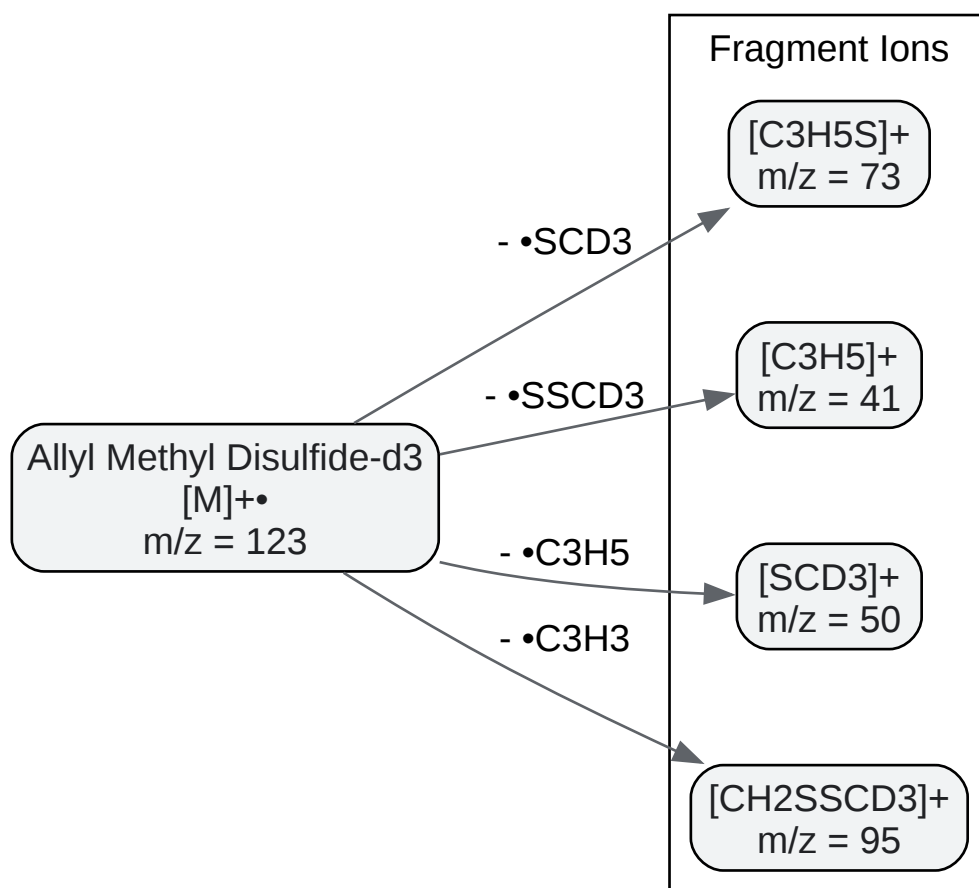 Fragment Ions
[C3H5S]+
m/z = 73
- •SCD3
[C3H5]+
m/z = 41
- •SSCD3
Allyl Methyl Disulfide-d3
[M]+•
m/z = 123
- •C3H5
[SCD3]+
m/z = 50
- •C3H3
[CH2SSCD3]+
m/z = 95